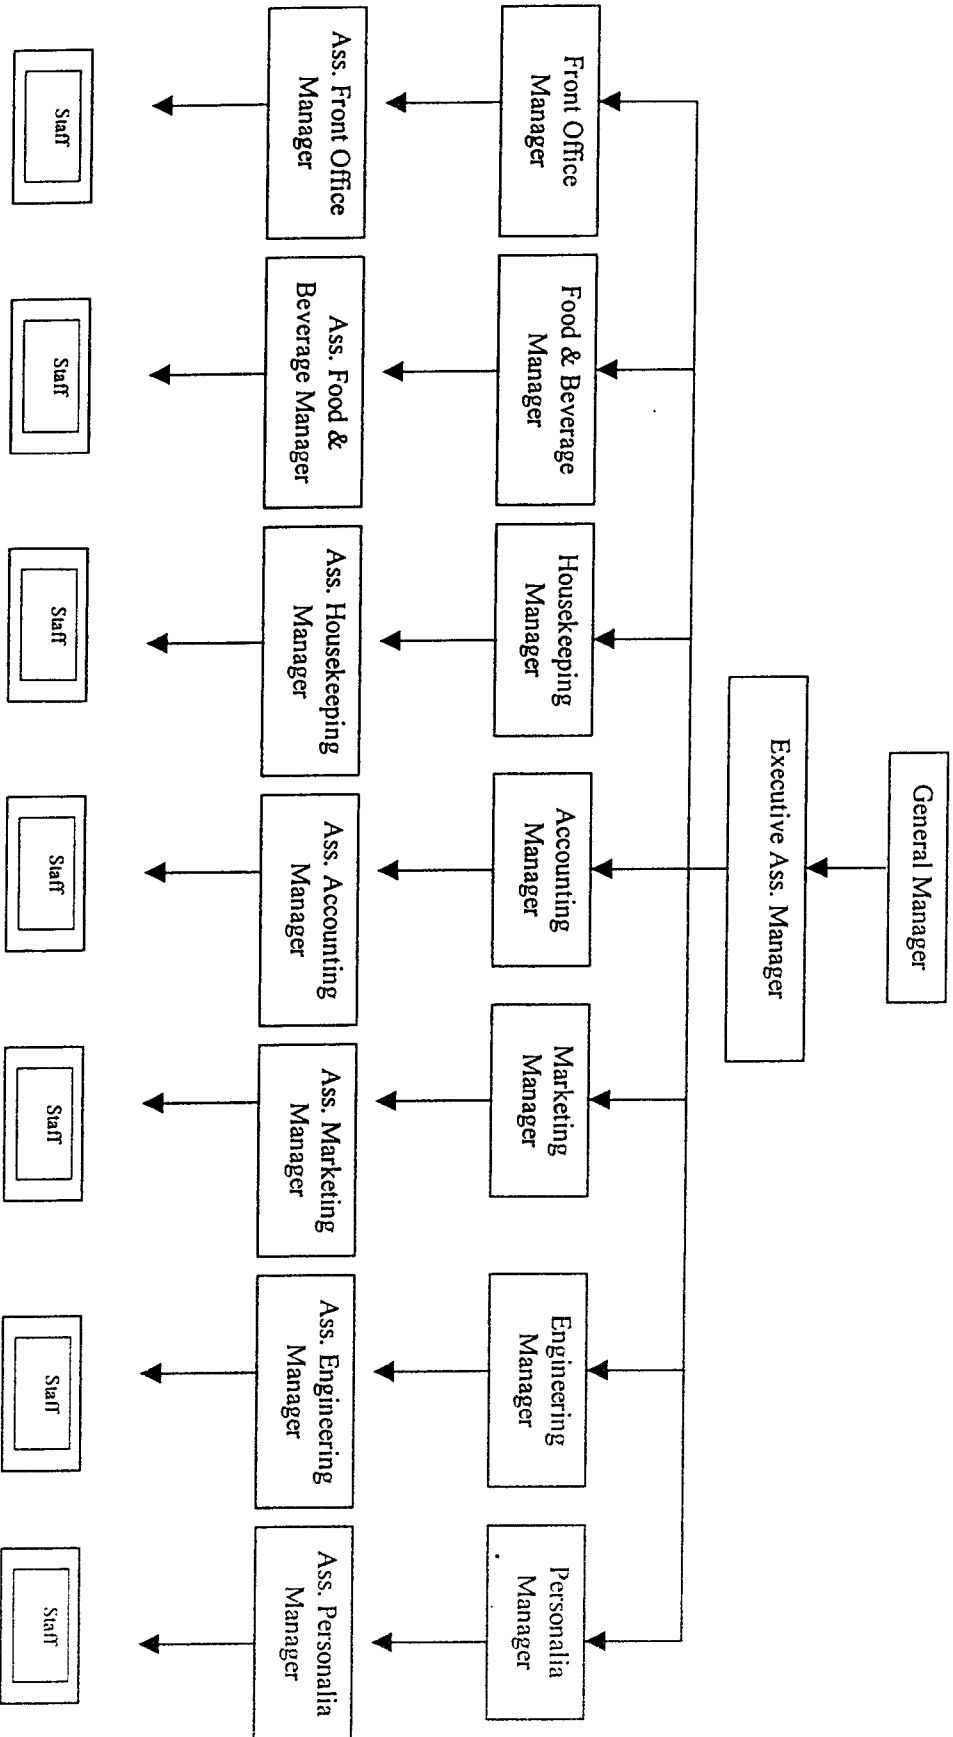 General Manager
Executive Ass. Manager
Front Office
Manager
Food & Beverage
Manager
Housekeeping
Manager
Accounting
Manager
Marketing
Manager
Engineering
Manager
Personalia
Manager
Ass. Front Office
Manager
Ass. Food &
Beverage Manager
Ass. Housekeeping
Manager
Ass. Accounting
Manager
Ass. Marketing
Manager
Ass. Engineering
Manager
Ass. Personalia
Manager
Staff
Staff
Staff
Staff
Staff
Staff
Staff